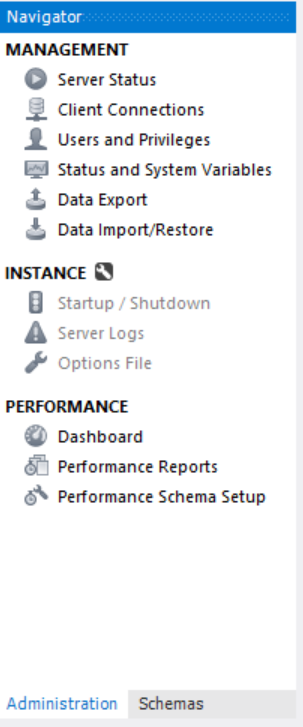 Navigator
MANAGEMENT
Server Status
Client Connections
Users and Privileges
Status and System Variables
Data Export
Data Import/Restore
INSTANCE
Startup / Shutdown
Server Logs
Options File
PERFORMANCE
Dashboard
Performance Reports
Performance Schema Setup
Administration Schemas